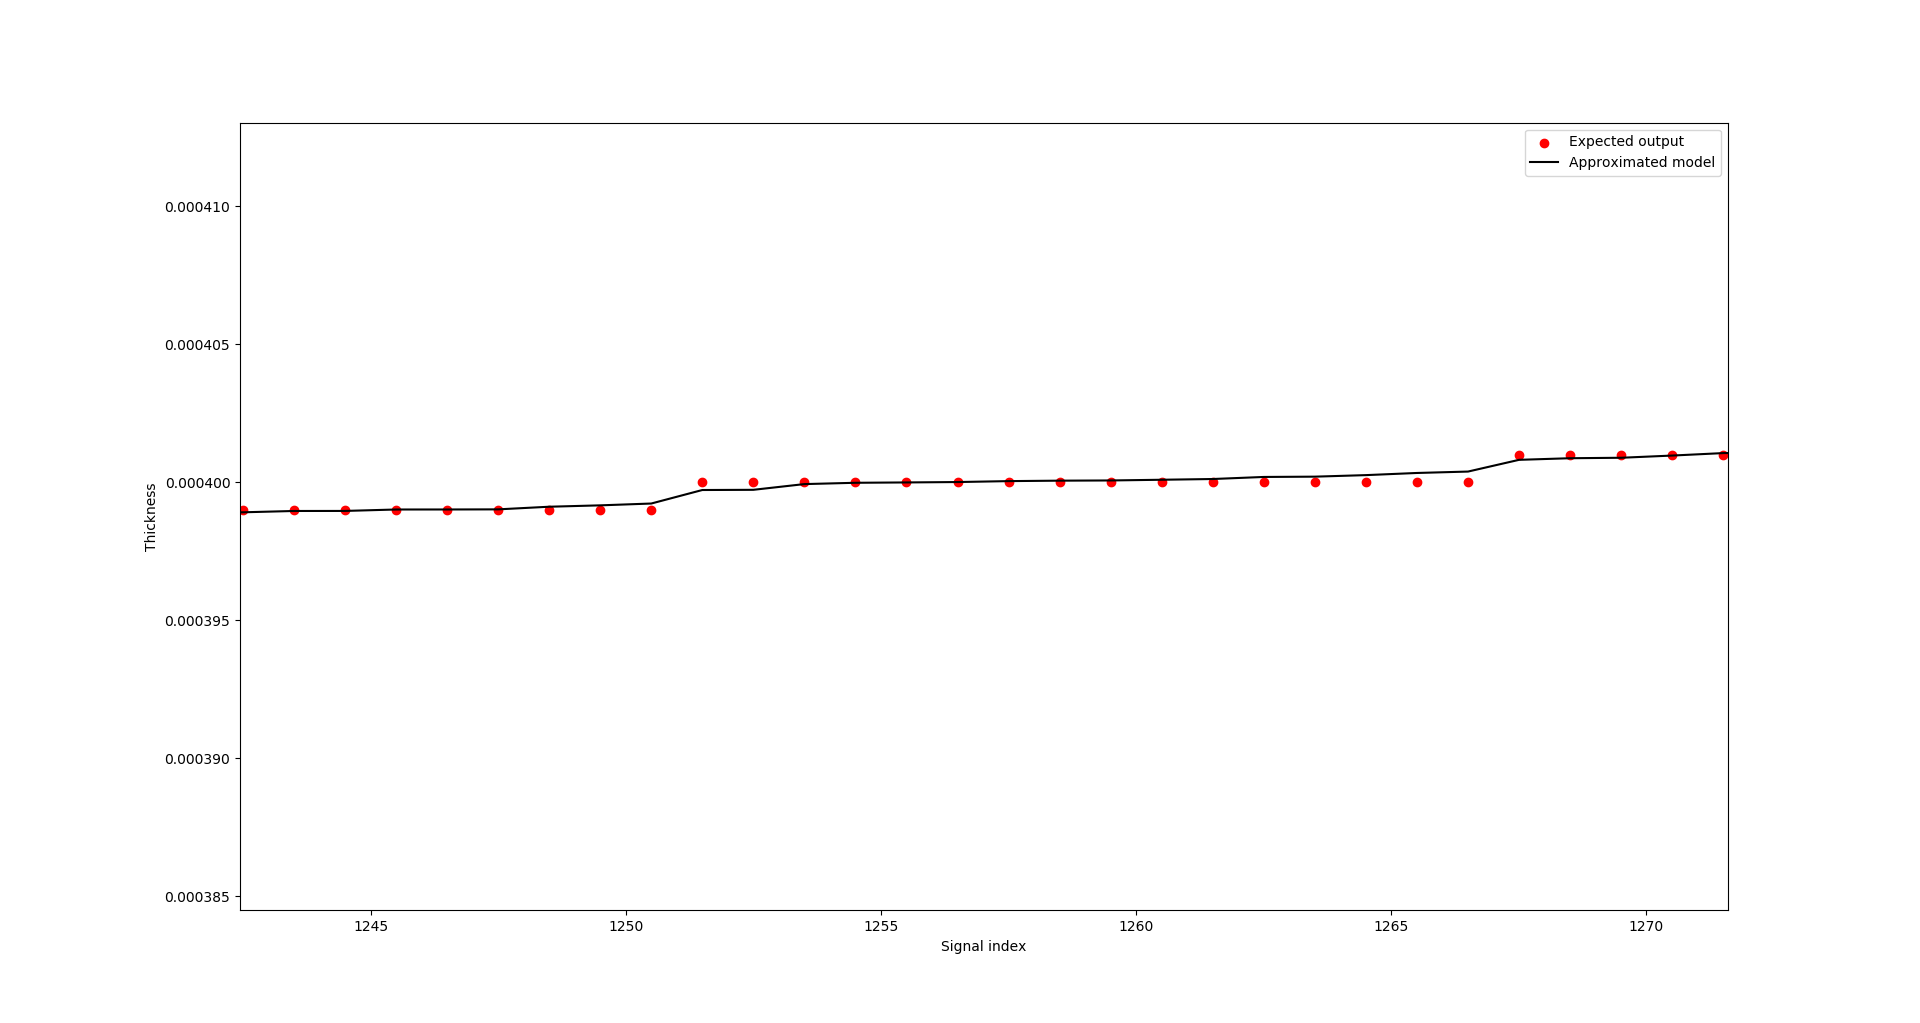 Expected output
Approximated model
0.000410
0.000405
0.000400
0.000395
0.000390
0.000385
Thickness
1245 1250 1255 1260 1265 1270
Signal index